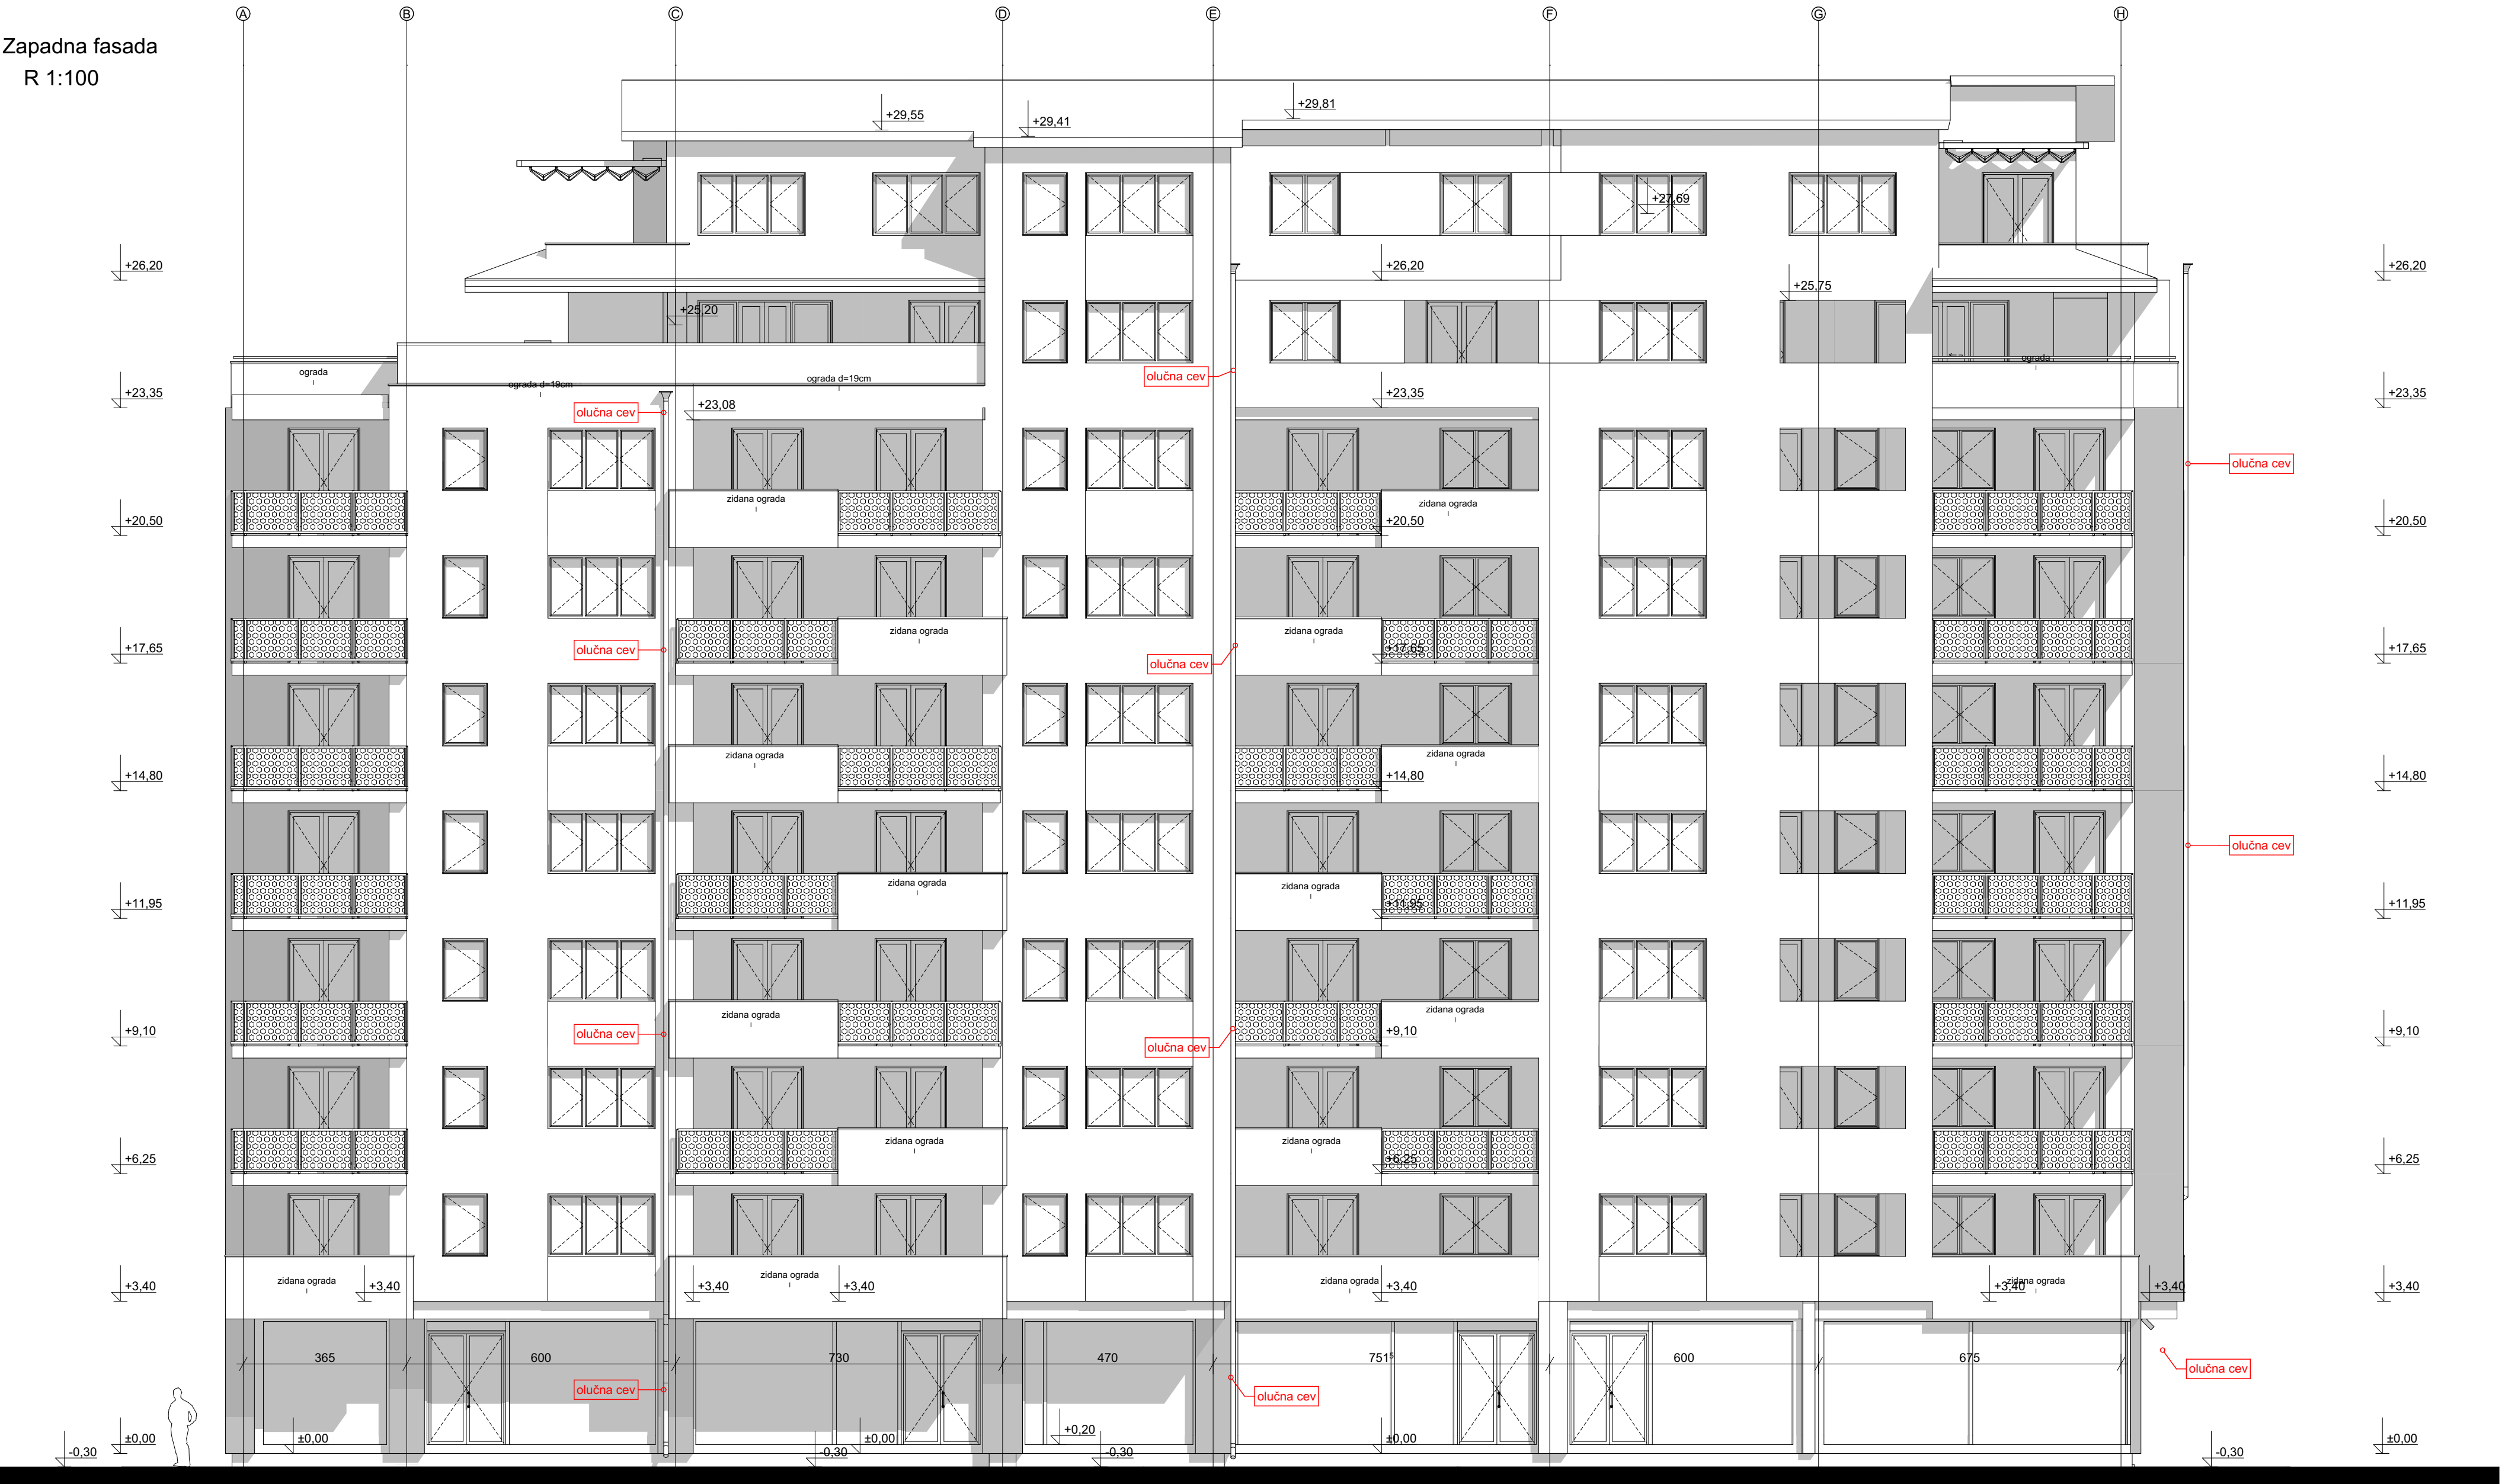 A B C D E F G H
Zapadna fasada
R 1:100
+29,81
+29,55
+29,41
+27,69
+26,20 +26,20 +26,20
+25,75
+25,20
ograda
ograda
olučna cev
ograda d=19cm
ograda d=19cm
+23,35 +23,35 +23,35
+23,08
olučna cev
olučna cev
zidana ograda
zidana ograda
+20,50 +20,50 +20,50
zidana ograda
zidana ograda
+17,65 +17,65 +17,65
olučna cev
olučna cev
zidana ograda
zidana ograda
+14,80 +14,80 +14,80
olučna cev
zidana ograda
zidana ograda
+11,95 +11,95 +11,95
zidana ograda
zidana ograda
+9,10 +9,10 +9,10
olučna cev
olučna cev
zidana ograda
zidana ograda
+6,25 +6,25 +6,25
zidana ograda
zidana ograda
zidana ograda
zidana ograda
+3,40 +3,40 +3,40 +3,40 +3,40 +3,40 +3,40 +3,40
365 600 730 470 751⁵ 600 675
olučna cev
olučna cev
olučna cev
+0,20
±0,00 ±0,00 ±0,00 ±0,00 ±0,00
-0,30 -0,30 -0,30 -0,30